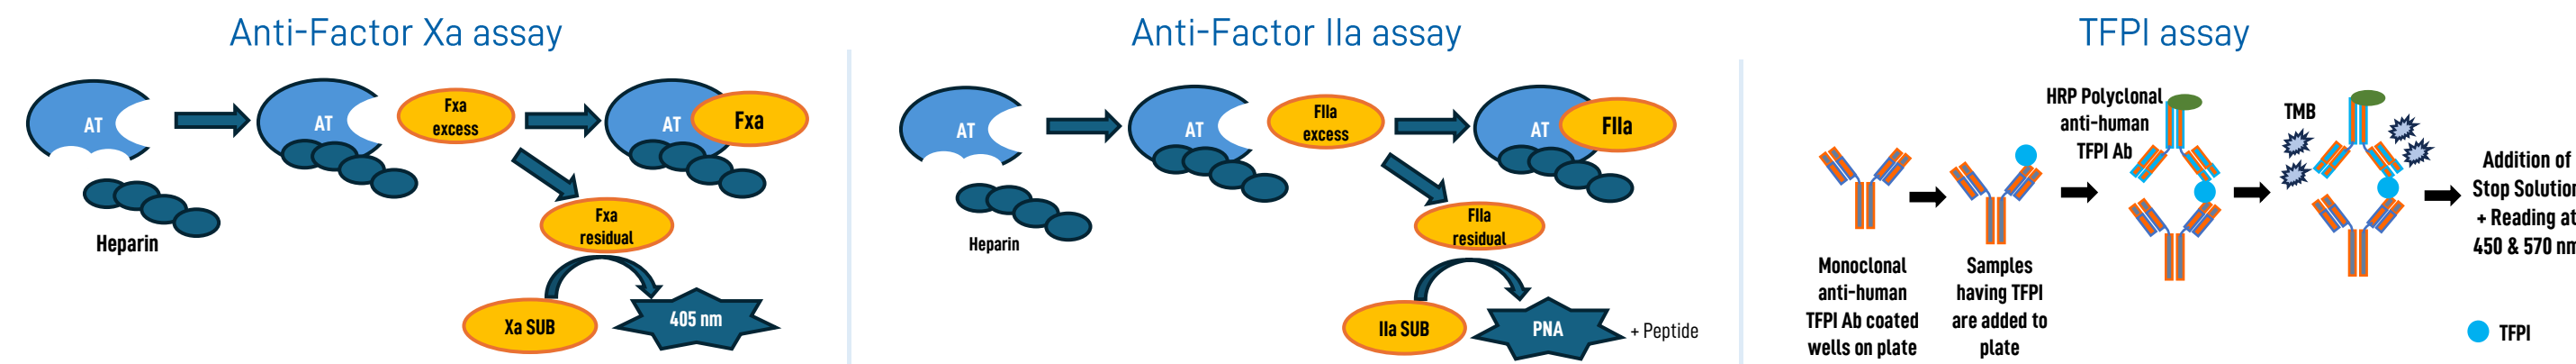 Anti-Factor Xa assay
AT
Heparin
AT
Fxa
excess
AT
Fxa
Fxa
residual
Xa SUB
405 nm
Anti-Factor IIa assay
AT
Heparin
AT
FIIa
excess
AT
FIIa
FIIa
residual
IIa SUB
PNA
+ Peptide
TFPI assay
Monoclonal
anti-human
TFPI Ab coated
wells on plate
Samples
having TFPI
are added to
plate
HRP Polyclonal
anti-human
TFPI Ab
TMB
Addition of
Stop Solution
+ Reading at
450 & 570 nm
TFPI